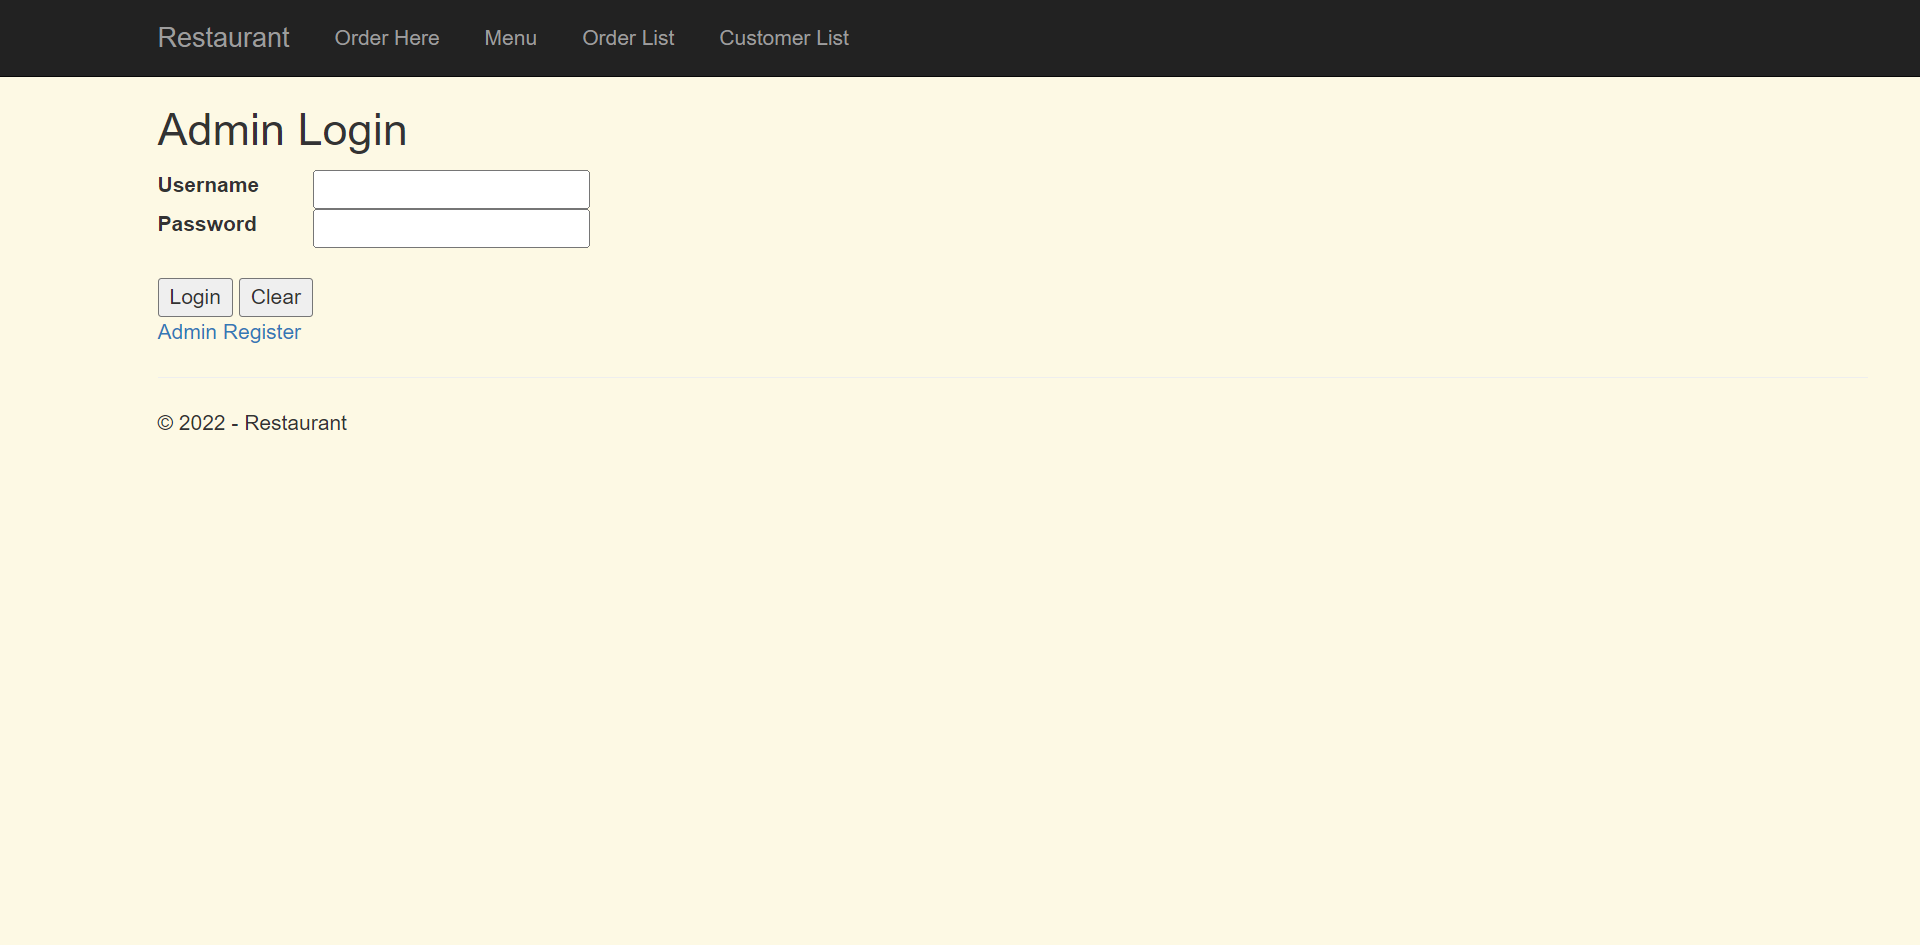 Restaurant Order Here Menu Order List Customer List
Admin Login
Username
Password
Login Clear
Admin Register
© 2022 - Restaurant